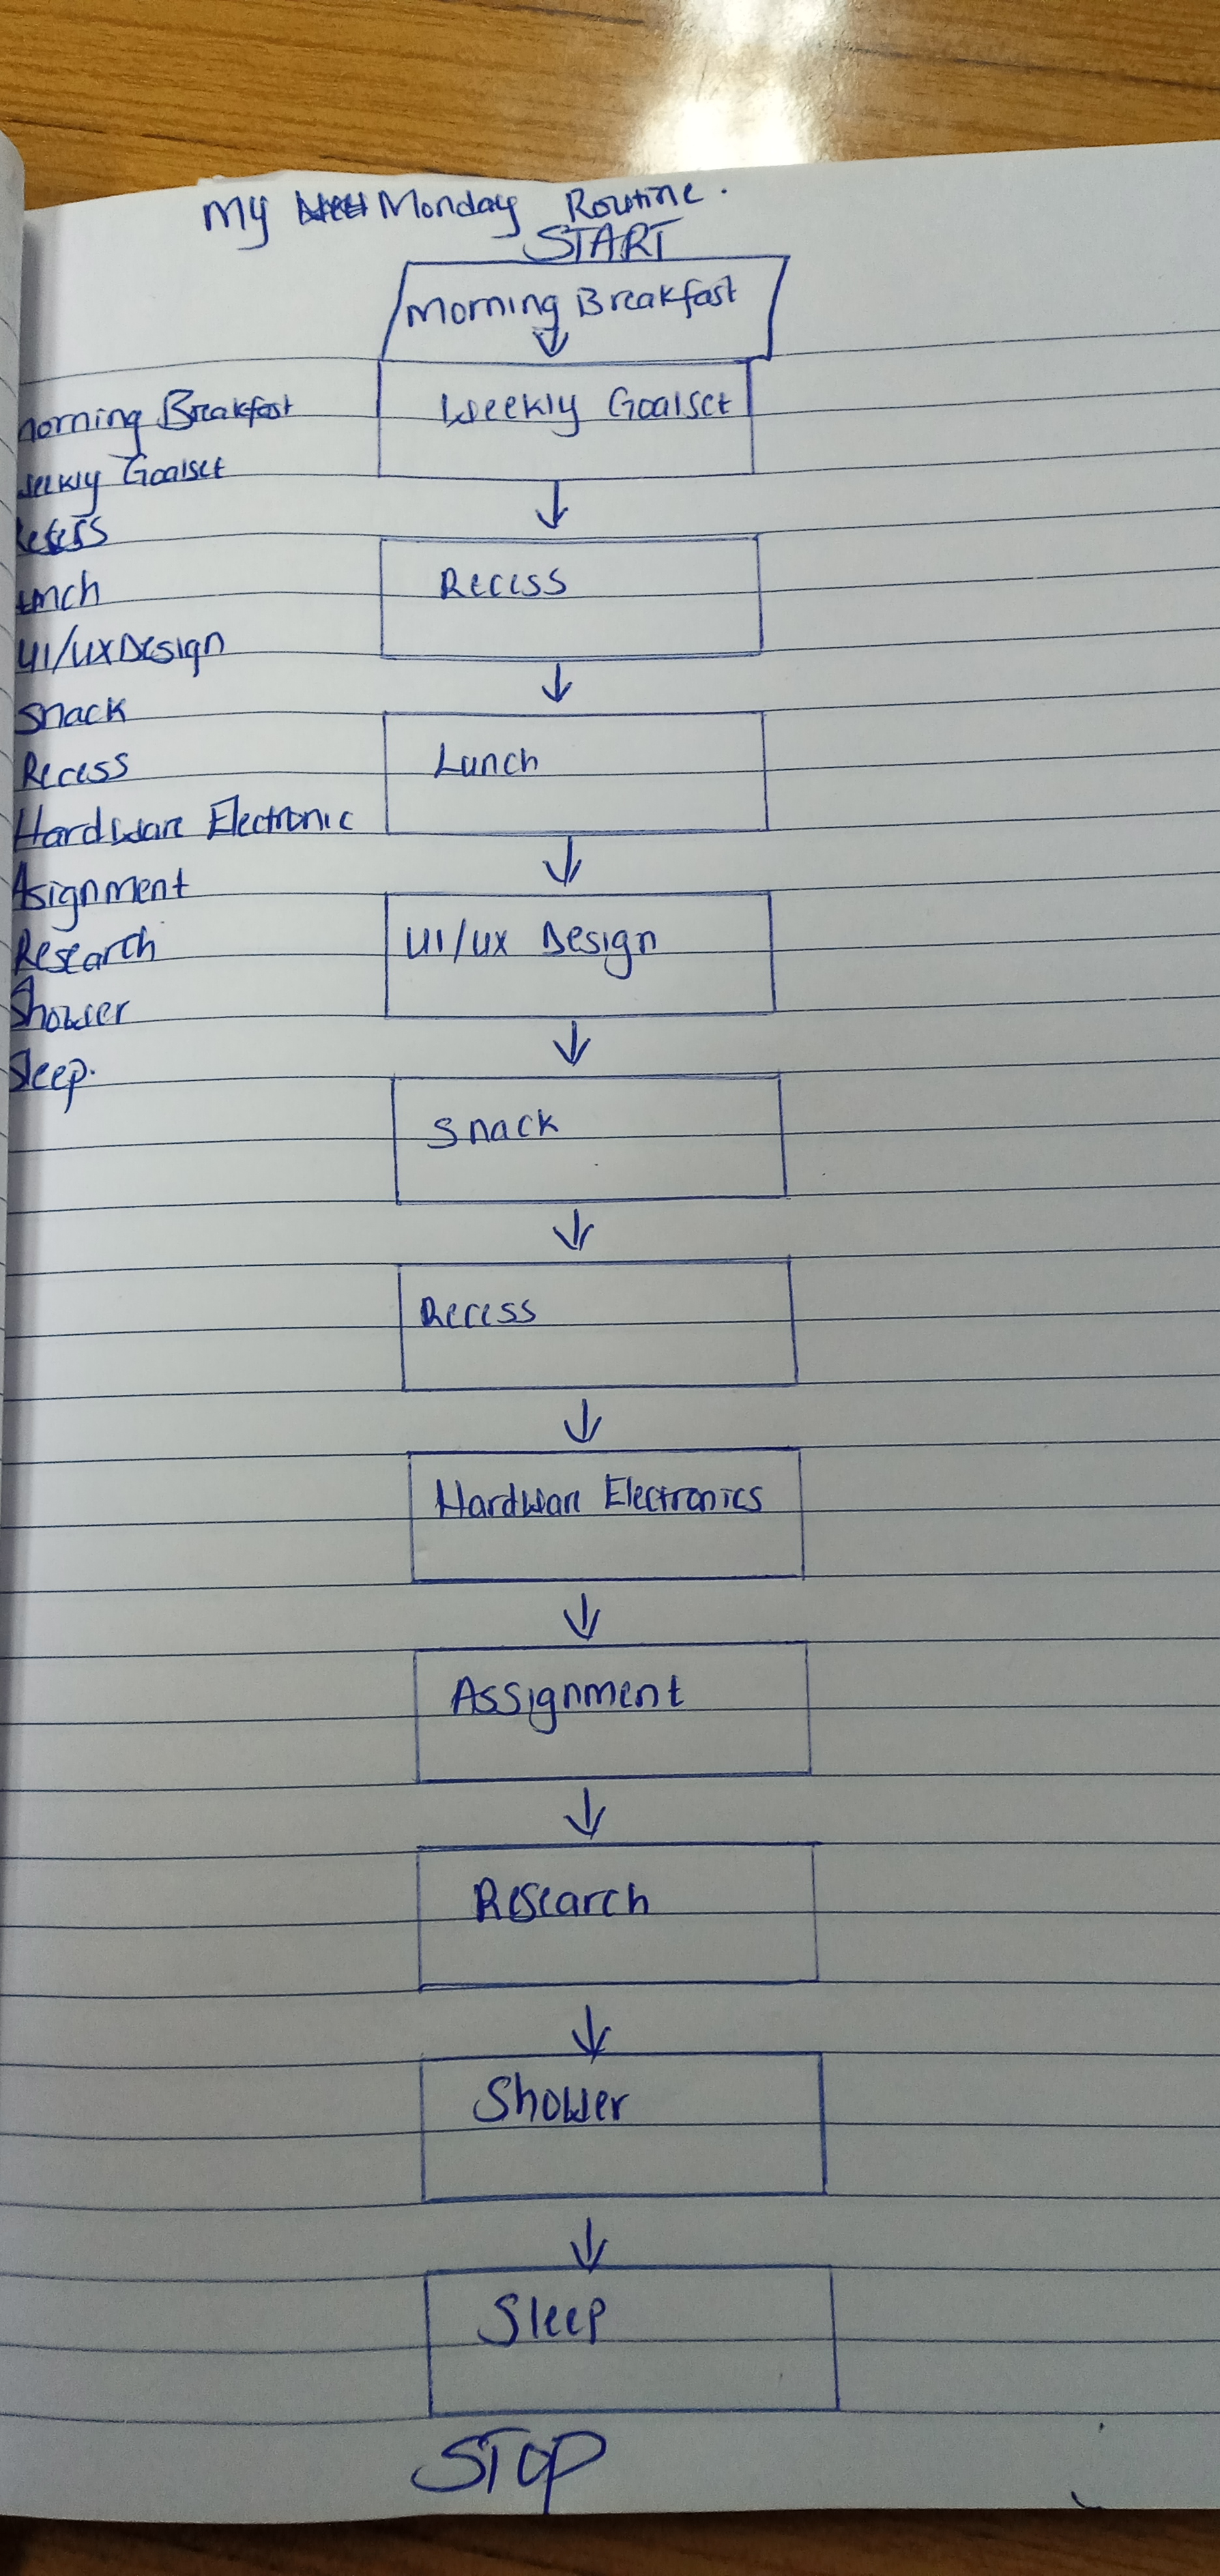 My Monday Routine.
START
Morning Breakfast
Weekly Goalset
Recess
Lunch
UI/UX Design
Snack
Recess
Hardware Electronics
Assignment
Research
Shower
Sleep
STOP
Morning Breakfast
Weekly Goalset
Recess
Lunch
UI/UX Design
Snack
Recess
Hardware Electronic
Asignment
Research
Shower
Sleep.